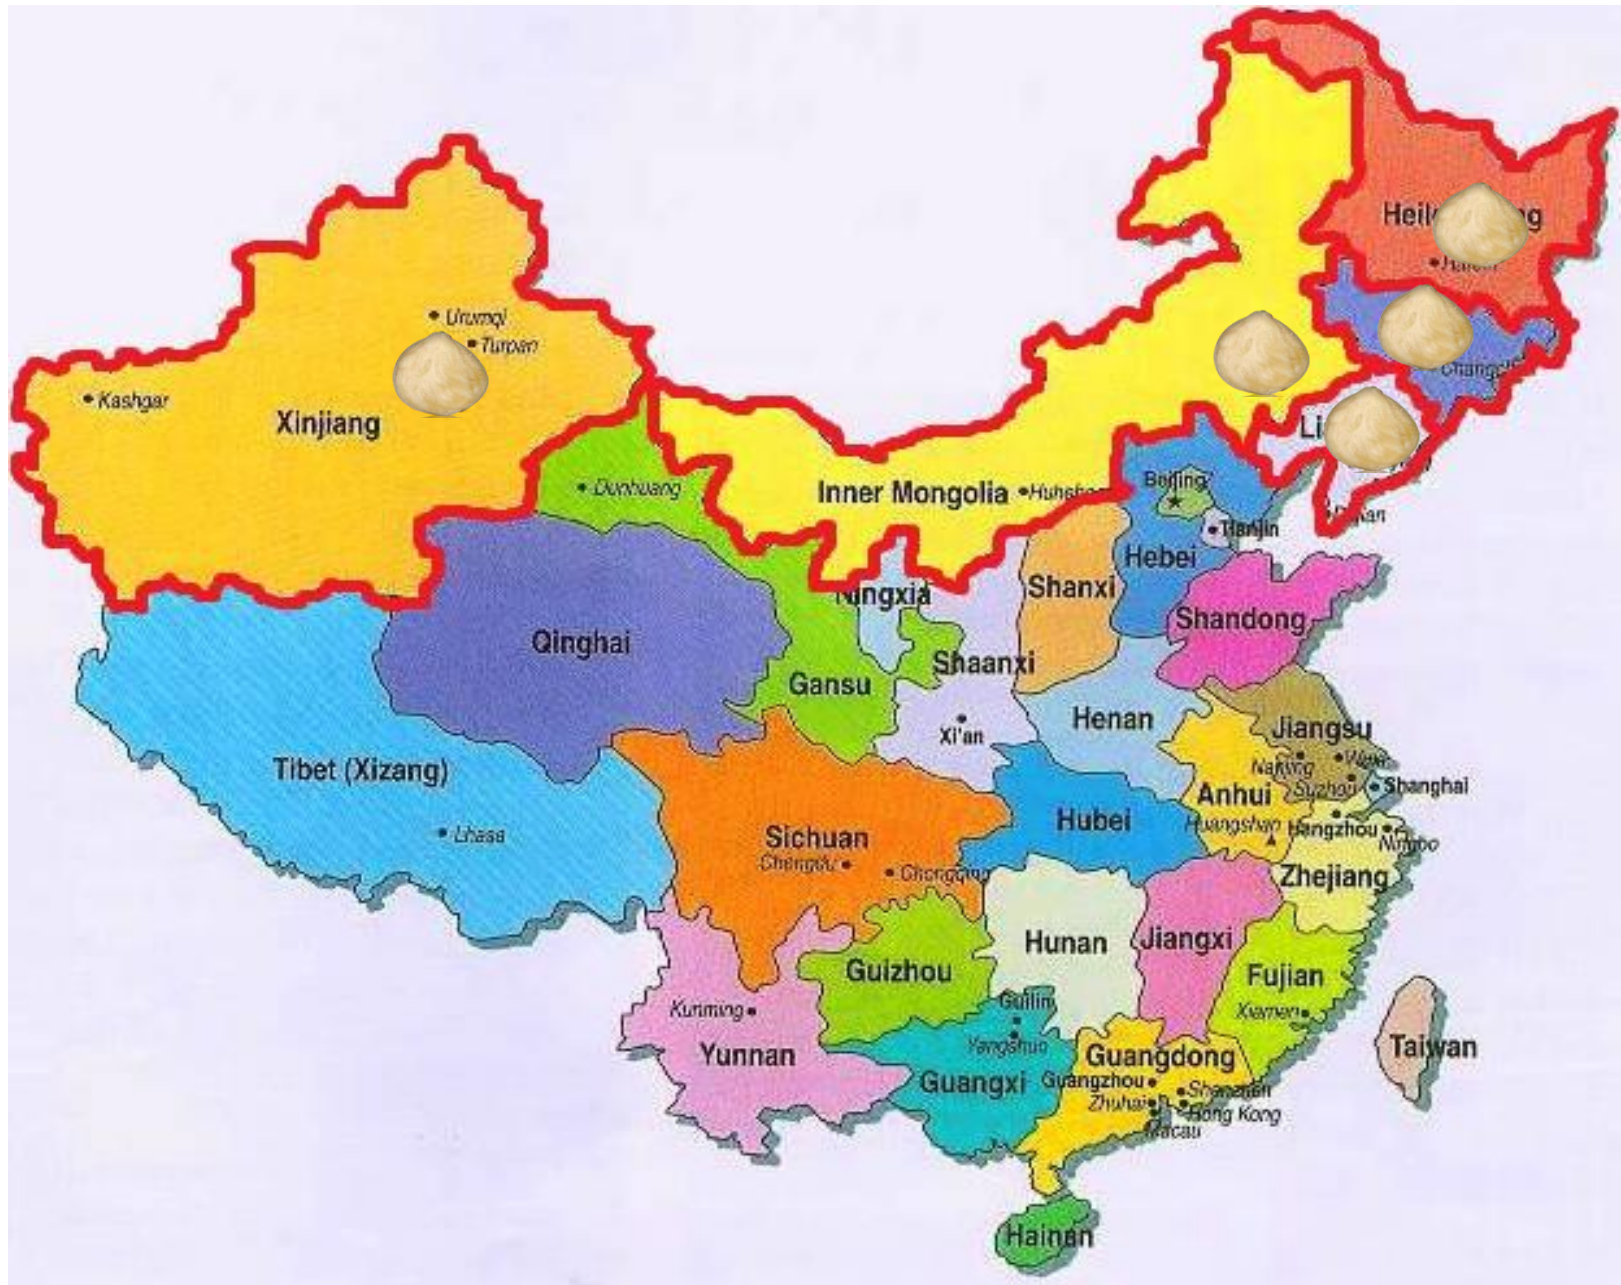 Urumqi
Turpan
Kashgar
Xinjiang
Dunhuang
Inner Mongolia
Beijing
Tianjin
Hebei
Shanxi
Ningxia
Shandong
Qinghai
Shaanxi
Gansu
Henan
Xi'an
Jiangsu
Tibet (Xizang)
Nanjing
Shanghai
Suzhou
Anhui
Hubei
Huangshan
Hangzhou
Ningbo
Lhasa
Sichuan
Chengdu
Chongqing
Zhejiang
Hunan
Jiangxi
Guizhou
Fujian
Guilin
Xiamen
Kunming
Yangshuo
Yunnan
Guangdong
Taiwan
Guangxi
Guangzhou
Shenzhen
Zhuhai
Hong Kong
Macau
Hainan